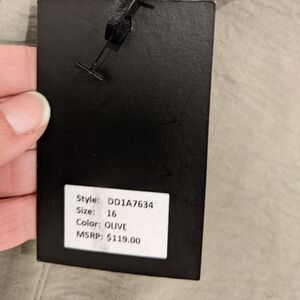 Style: DD1A7634
Size: 16
Color: OLIVE
MSRP: $119.00